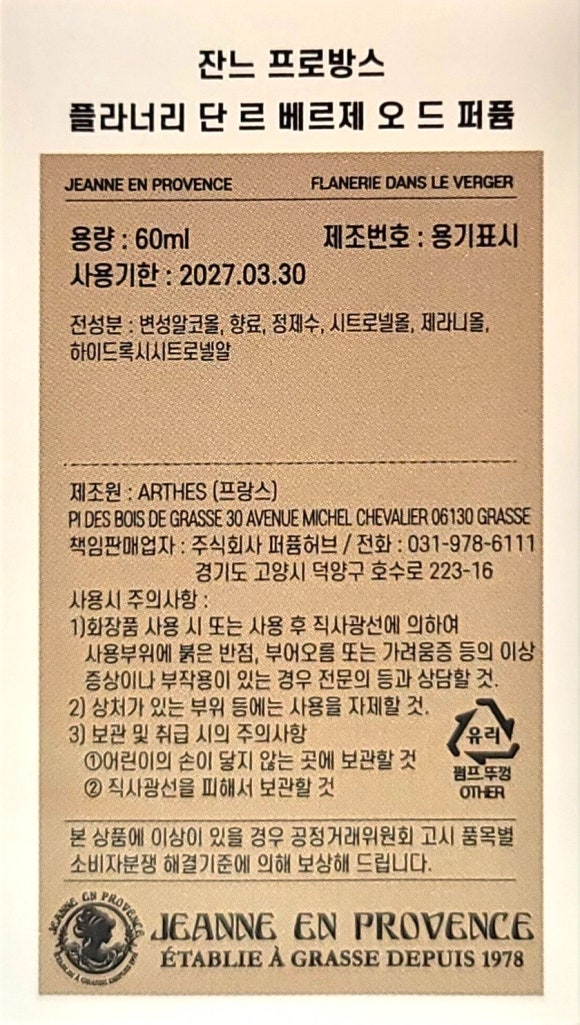 잔느 프로방스
플라너리 단 르 베르제 오 드 퍼퓸
JEANNE EN PROVENCE FLANERIE DANS LE VERGER
용량 : 60ml 제조번호 : 용기표시
사용기한 : 2027.03.30
전성분 : 변성알코올, 향료, 정제수, 시트로넬올, 제라니올,
하이드록시시트로넬알
제조원 : ARTHES (프랑스)
PI DES BOIS DE GRASSE 30 AVENUE MICHEL CHEVALIER 06130 GRASSE
책임판매업자 : 주식회사 퍼퓸허브 / 전화 : 031-978-6111
경기도 고양시 덕양구 호수로 223-16
사용시 주의사항 :
1)화장품 사용 시 또는 사용 후 직사광선에 의하여
사용부위에 붉은 반점, 부어오름 또는 가려움증 등의 이상
증상이나 부작용이 있는 경우 전문의 등과 상담할 것.
2) 상처가 있는 부위 등에는 사용을 자제할 것.
3) 보관 및 취급 시의 주의사항
①어린이의 손이 닿지 않는 곳에 보관할 것
② 직사광선을 피해서 보관할 것
유리
펌프,뚜껑
OTHER
본 상품에 이상이 있을 경우 공정거래위원회 고시 품목별
소비자분쟁 해결기준에 의해 보상해 드립니다.
JEANNE EN PROVENCE
ÉTABLIE À GRASSE DEPUIS 1978
JEANNE EN PROVENCE
ÉTABLIE À GRASSE DEPUIS 1978